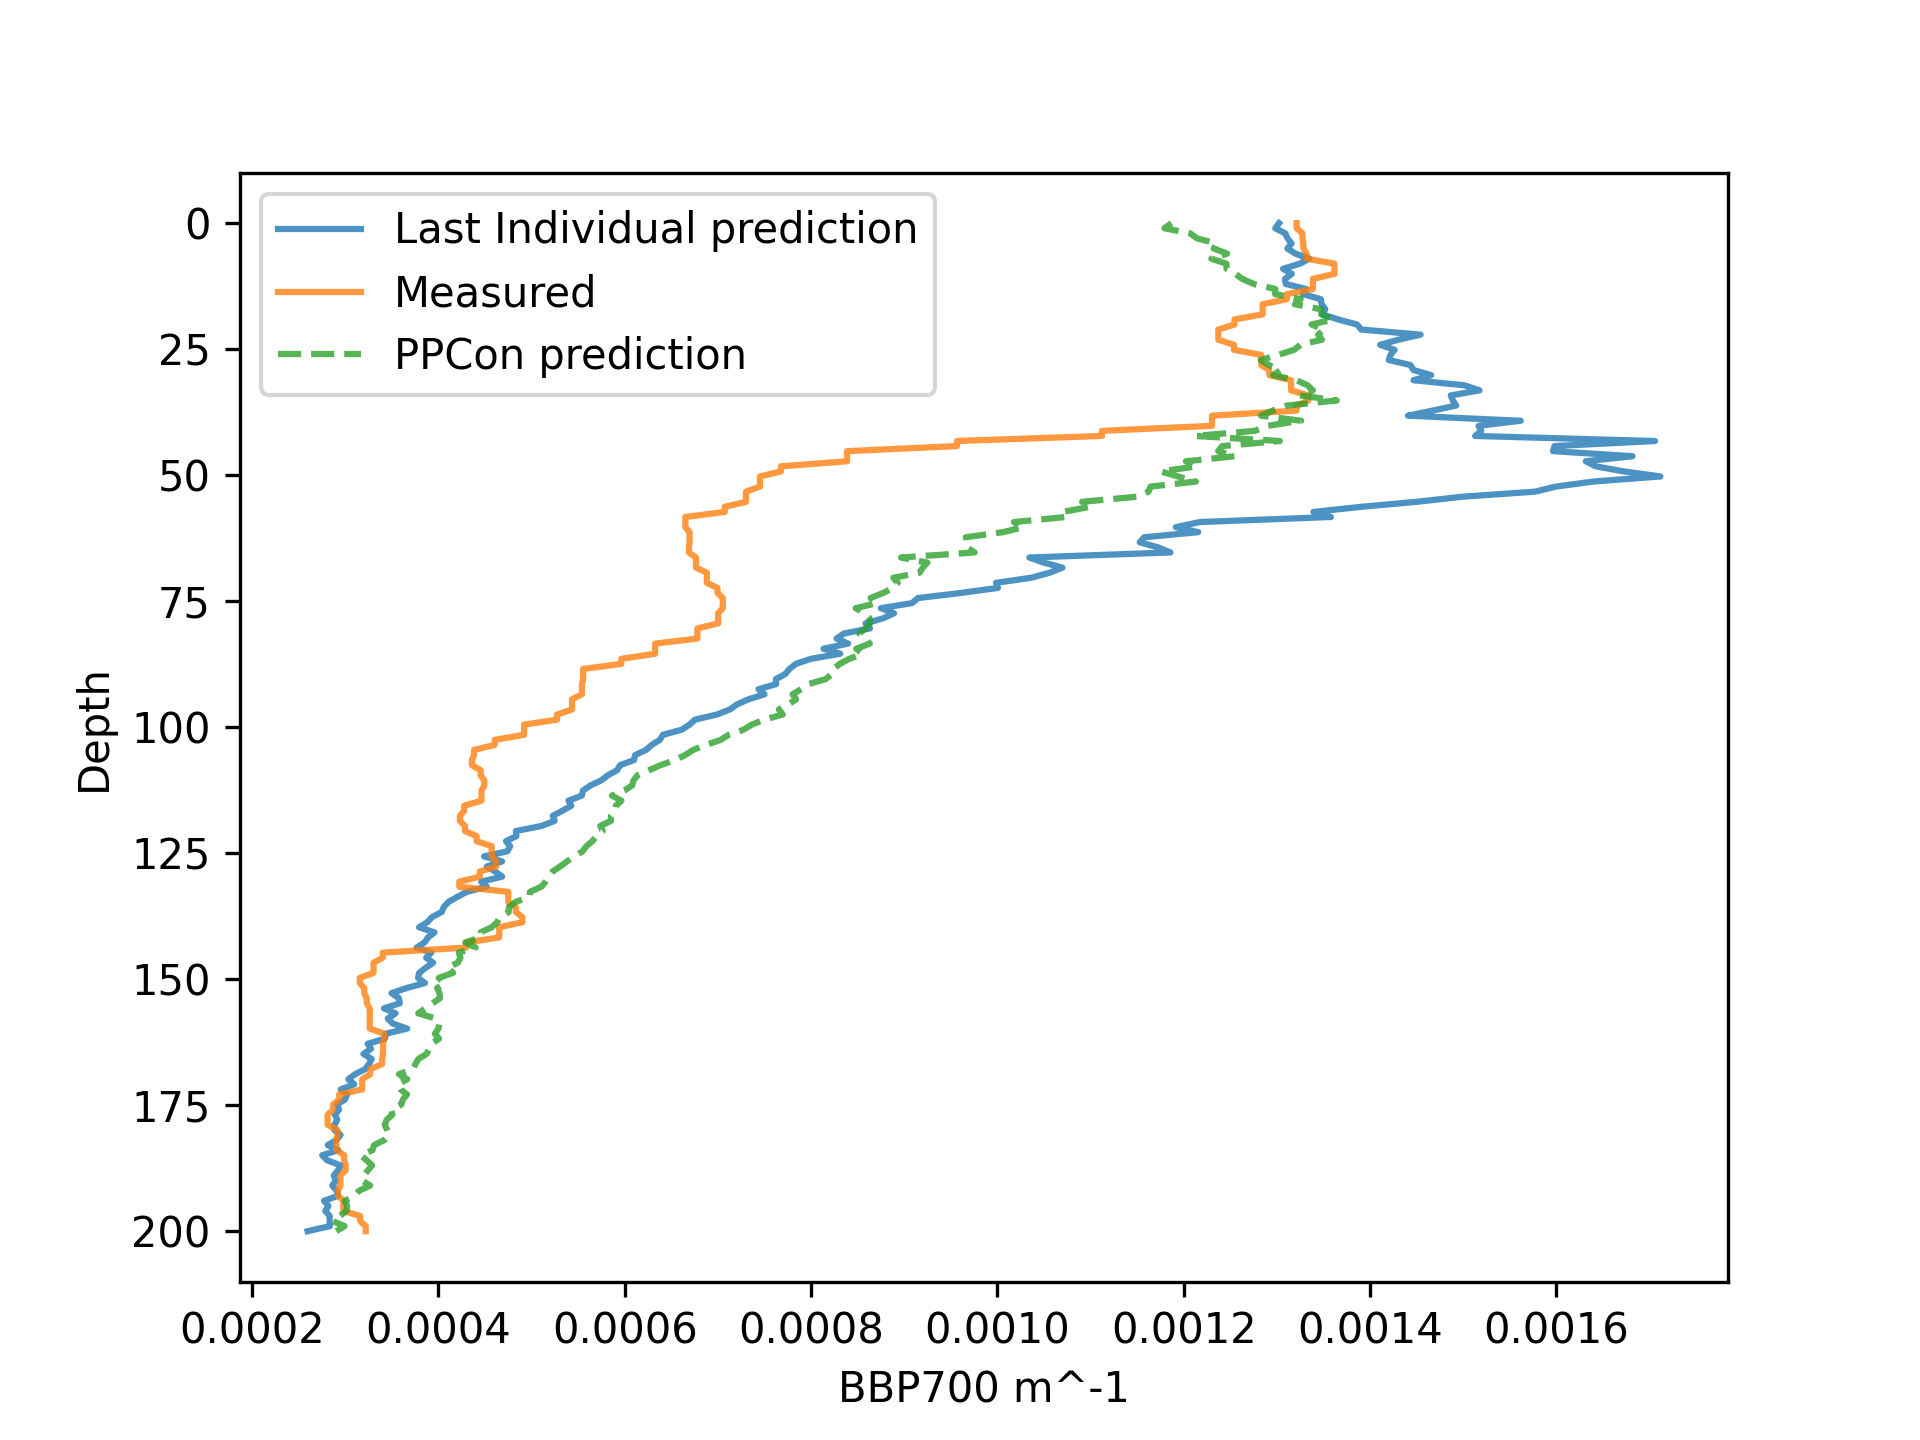 Last Individual prediction
Measured
PPCon prediction
0
25
50
75
100
125
150
175
200
Depth
0.0002 0.0004 0.0006 0.0008 0.0010 0.0012 0.0014 0.0016
BBP700 m^-1